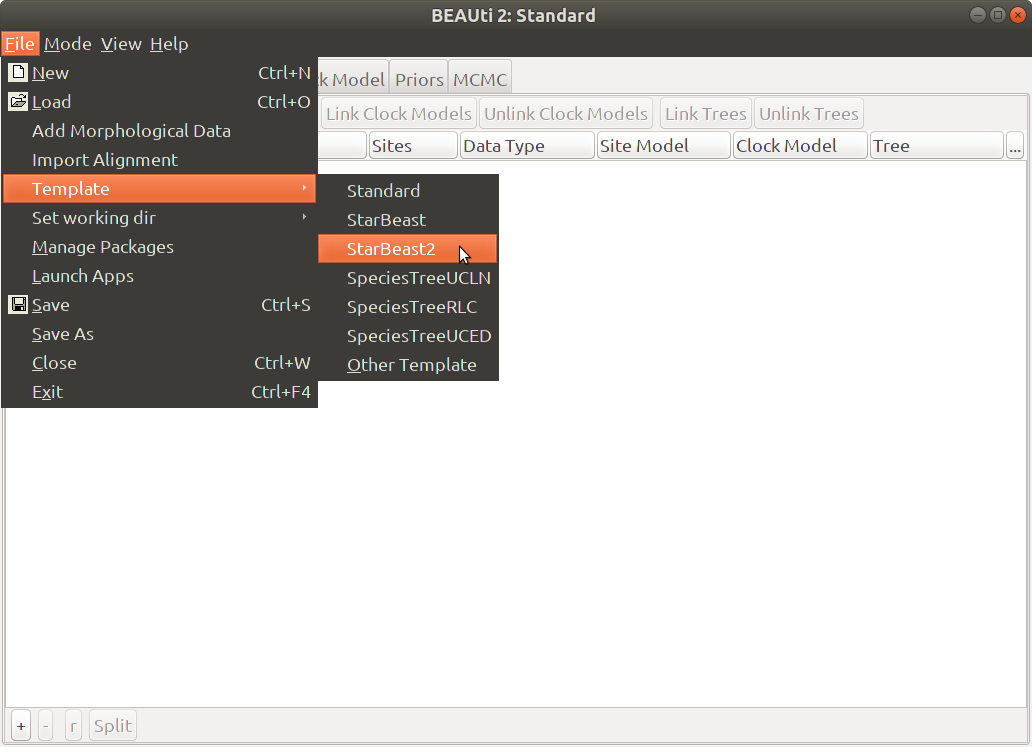 BEAUti 2: Standard
File Mode View Help
New Ctrl+N
Load Ctrl+O
Add Morphological Data
Import Alignment
Template
Set working dir
Manage Packages
Launch Apps
Save Ctrl+S
Save As
Close Ctrl+W
Exit Ctrl+F4
Standard
StarBeast
StarBeast2
SpeciesTreeUCLN
SpeciesTreeRLC
SpeciesTreeUCED
Other Template
k Model Priors MCMC
Link Clock Models Unlink Clock Models Link Trees Unlink Trees
Sites Data Type Site Model Clock Model Tree ...
+ - r Split